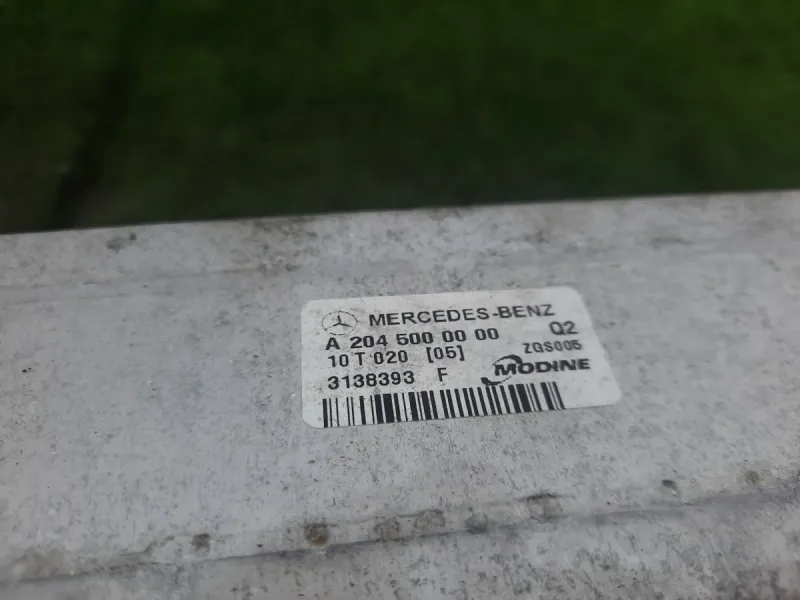 MERCEDES-BENZ
A 204 500 00 00 Q2
10 T 020 [05] ZGS005
3138393 F MODINE